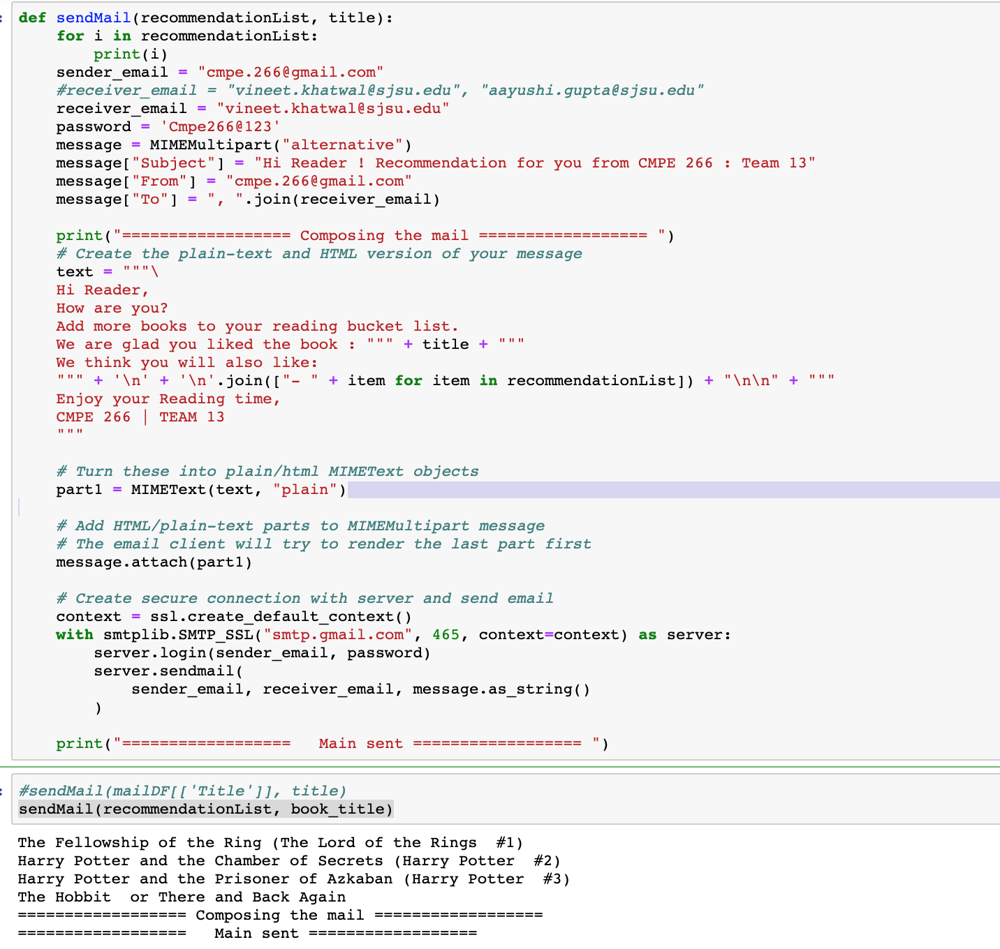 :
def sendMail(recommendationList, title):
    for i in recommendationList:
        print(i)
    sender_email = "cmpe.266@gmail.com"
    #receiver_email = "vineet.khatwal@sjsu.edu", "aayushi.gupta@sjsu.edu"
    receiver_email = "vineet.khatwal@sjsu.edu"
    password = 'Cmpe266@123'
    message = MIMEMultipart("alternative")
    message["Subject"] = "Hi Reader ! Recommendation for you from CMPE 266 : Team 13"
    message["From"] = "cmpe.266@gmail.com"
    message["To"] = ", ".join(receiver_email)

    print("================== Composing the mail ================== ")
    # Create the plain-text and HTML version of your message
    text = """\
    Hi Reader,
    How are you?
    Add more books to your reading bucket list.
    We are glad you liked the book : """ + title + """
    We think you will also like:
    """ + '\n' + '\n'.join(["- " + item for item in recommendationList]) + "\n\n" + """
    Enjoy your Reading time,
    CMPE 266 | TEAM 13
    """

    # Turn these into plain/html MIMEText objects
    part1 = MIMEText(text, "plain")

    # Add HTML/plain-text parts to MIMEMultipart message
    # The email client will try to render the last part first
    message.attach(part1)

    # Create secure connection with server and send email
    context = ssl.create_default_context()
    with smtplib.SMTP_SSL("smtp.gmail.com", 465, context=context) as server:
        server.login(sender_email, password)
        server.sendmail(
            sender_email, receiver_email, message.as_string()
        )

    print("==================   Main sent ================== ")
:
#sendMail(mailDF[['Title']], title)
sendMail(recommendationList, book_title)
The Fellowship of the Ring (The Lord of the Rings  #1)
Harry Potter and the Chamber of Secrets (Harry Potter  #2)
Harry Potter and the Prisoner of Azkaban (Harry Potter  #3)
The Hobbit  or There and Back Again
================== Composing the mail ==================
==================   Main sent ==================